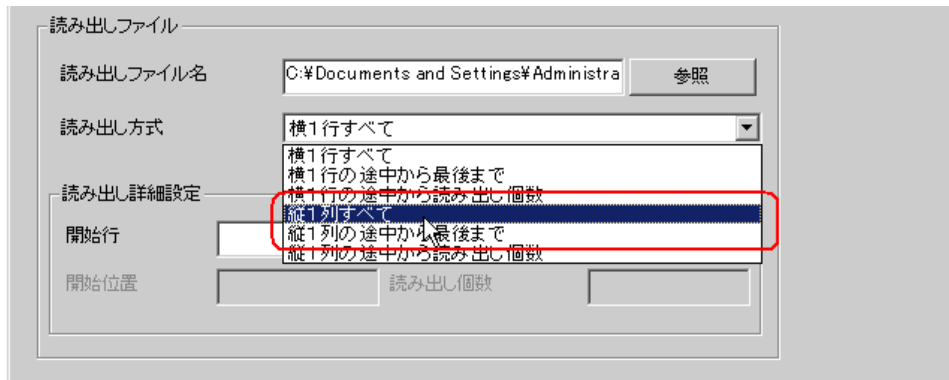 読み出しファイル
読み出しファイル名
C:¥Documents and Settings¥Administra
参照
読み出し方式
横1行すべて
横1行すべて
横1行の途中から最後まで
横1行の途中から読み出し個数
縦1列すべて
縦1列の途中から最後まで
縦1列の途中から読み出し個数
読み出し詳細設定
開始行
開始位置
読み出し個数